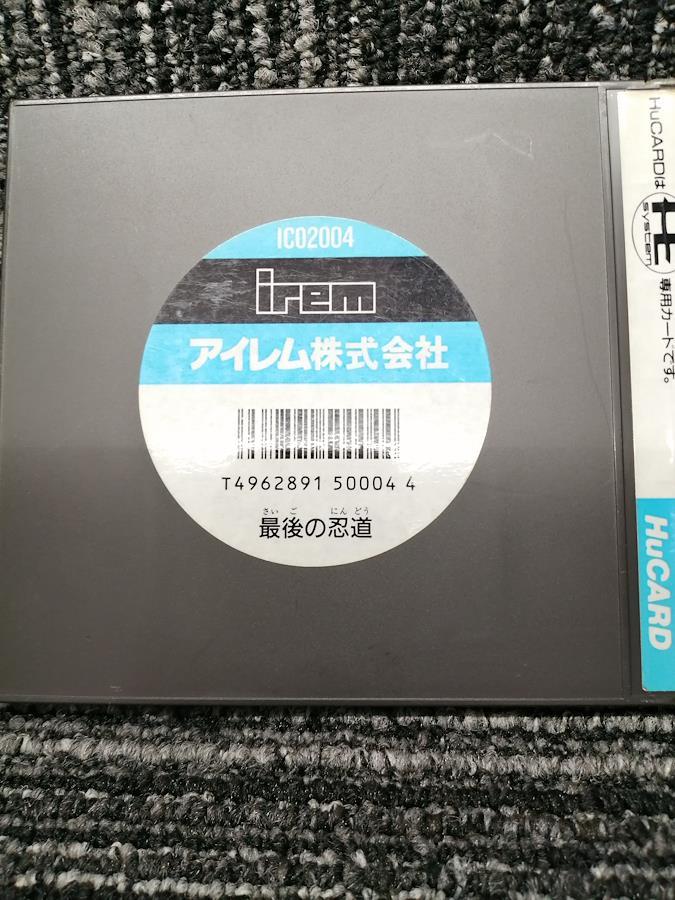 IC02004
irem
アイレム株式会社
T4962891 50004 4
さいご にんどう
最後の忍道
HuCARDは
HE
system
専用カードです。
HuCARD